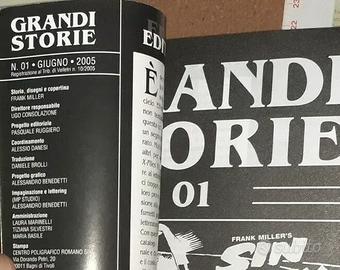 GRANDI
STORIE
N. 01 • GIUGNO • 2005
Registrazione al Trib. di Velletri n. 10/2005
Storia, disegni e copertina
FRANK MILLER
Direttore responsabile
UGO CONSOLAZIONE
Progetto editoriale
PASQUALE RUGGIERO
Coordinamento
ALESSIO DANESI
Traduzione
DANIELE BROLLI
Progetto grafico
ALESSANDRO BENEDETTI
Impaginazione e lettering
(MP STUDIO)
ALESSANDRO BENEDETTI
Amministrazione
LAURA MARINELLI
TIZIANA SILVESTRI
MARIA BASILE
Stampa
CENTRO POLIGRAFICO ROMANO
Via Dorando Petri, 20
00011 Bagni di Tivoli
EDI
È
ANDI
ORIE
01
FRANK MILLER'S
SIN